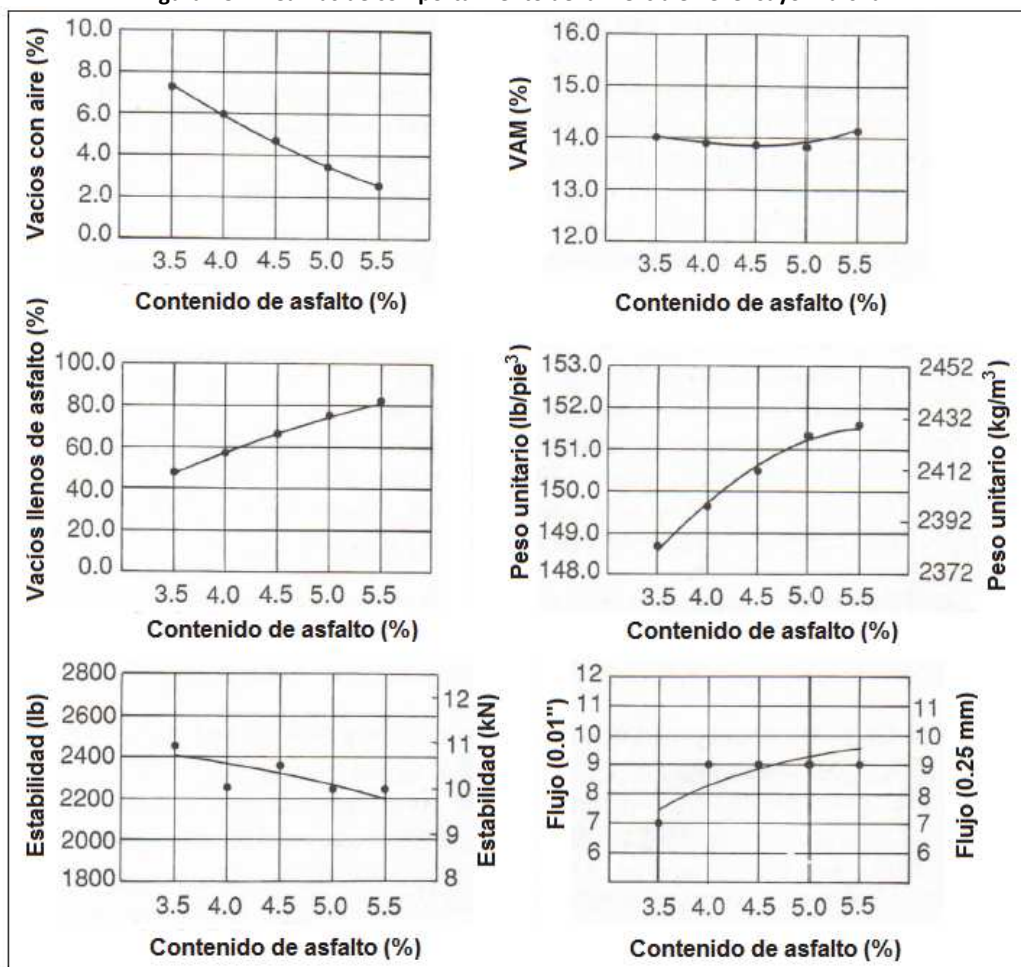 10.0
8.0
6.0
4.0
2.0
0.0
Vacios con aire (%)
3.5 4.0 4.5 5.0 5.5
Contenido de asfalto (%)
16.0
15.0
14.0
13.0
12.0
VAM (%)
3.5 4.0 4.5 5.0 5.5
Contenido de asfalto (%)
100.0
80.0
60.0
40.0
20.0
0.0
Vacios llenos de asfalto (%)
3.5 4.0 4.5 5.0 5.5
Contenido de asfalto (%)
153.0
152.0
151.0
150.0
149.0
148.0
Peso unitario (lb/pie³)
2452
2432
2412
2392
2372
Peso unitario (kg/m³)
3.5 4.0 4.5 5.0 5.5
Contenido de asfalto (%)
2800
2600
2400
2200
2000
1800
Estabilidad (lb)
12
11
10
9
8
Estabilidad (kN)
3.5 4.0 4.5 5.0 5.5
Contenido de asfalto (%)
12
11
10
9
8
7
6
Flujo (0.01")
11
10
9
8
7
6
Flujo (0.25 mm)
3.5 4.0 4.5 5.0 5.5
Contenido de asfalto (%)